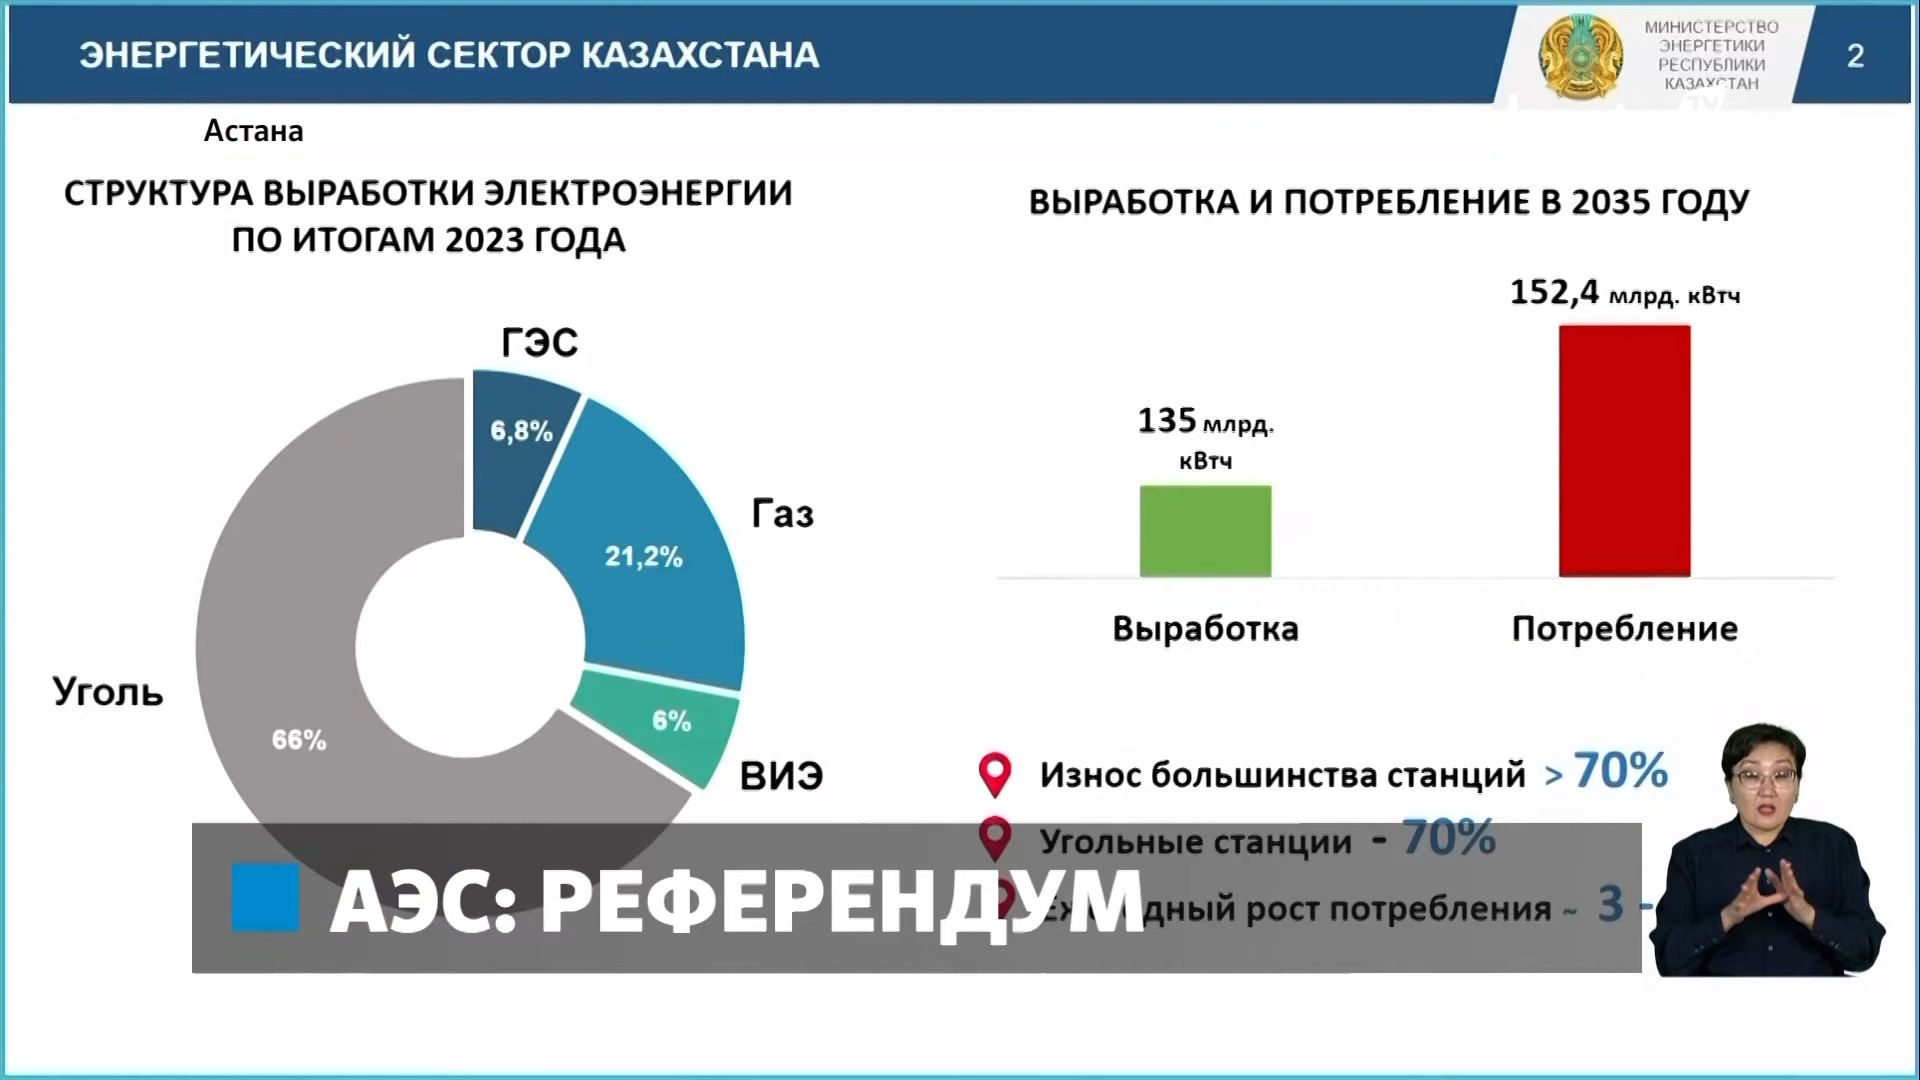 ЭНЕРГЕТИЧЕСКИЙ СЕКТОР КАЗАХСТАНА
МИНИСТЕРСТВО
ЭНЕРГЕТИКИ
РЕСПУБЛИКИ
КАЗАХСТАН
2
Астана
СТРУКТУРА ВЫРАБОТКИ ЭЛЕКТРОЭНЕРГИИ
ПО ИТОГАМ 2023 ГОДА
ГЭС
6,8%
Газ
21,2%
Уголь
66%
6%
ВИЭ
ВЫРАБОТКА И ПОТРЕБЛЕНИЕ В 2035 ГОДУ
152,4 млрд. кВтч
135 млрд.
кВтч
Выработка
Потребление
Износ большинства станций > 70%
Угольные станции - 70%
рост потребления ~ 3 -
АЭС: РЕФЕРЕНДУМ